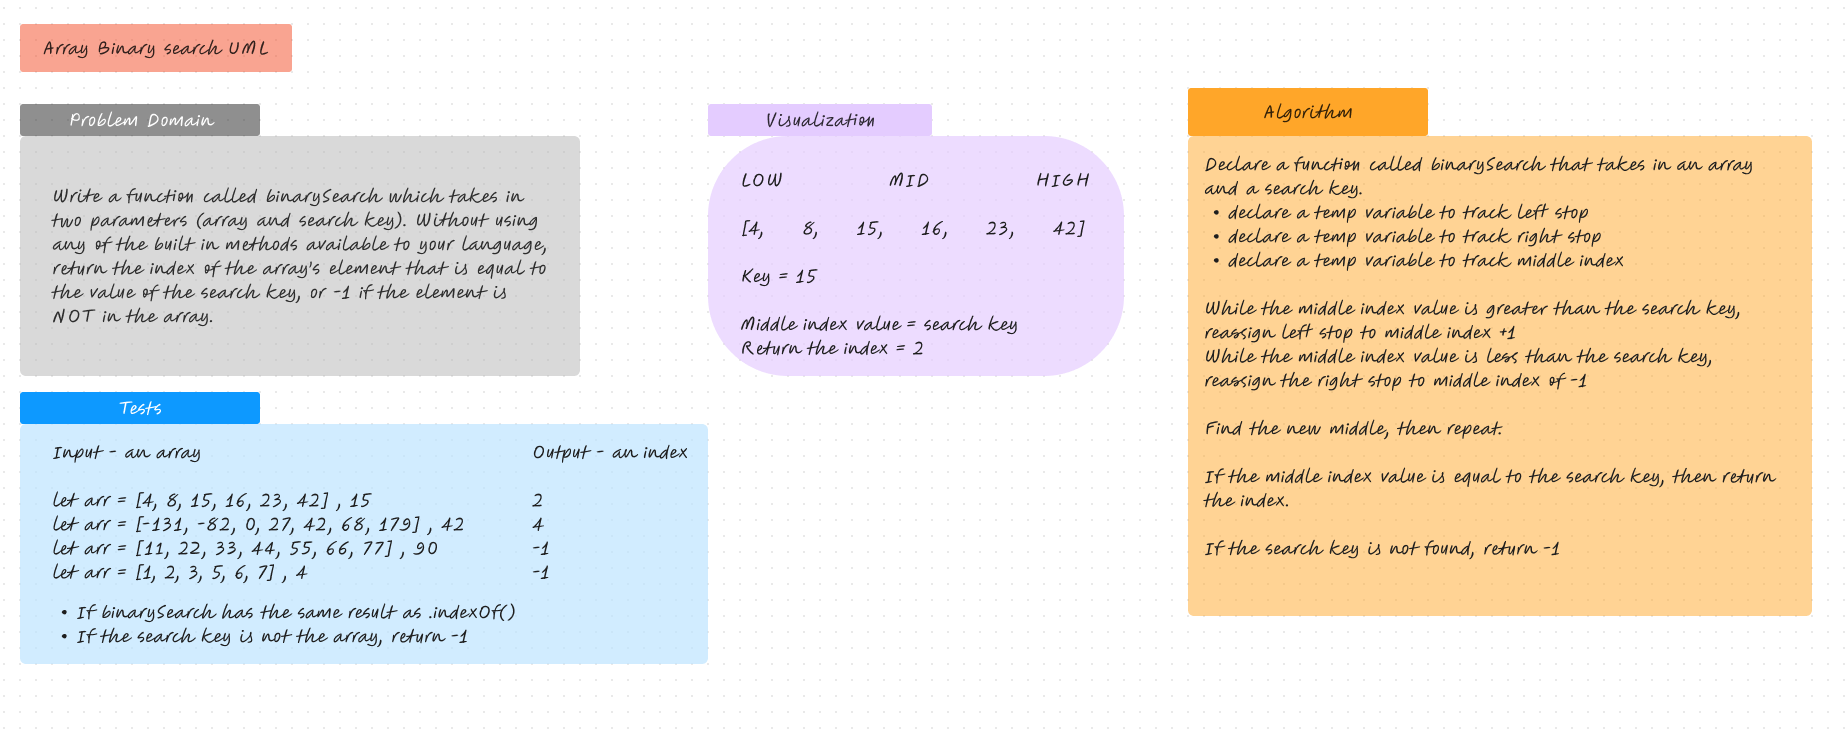 Array Binary search UML
Problem Domain
Write a function called binarySearch which takes in
two parameters (array and search key). Without using
any of the built in methods available to your language,
return the index of the array's element that is equal to
the value of the search key, or -1 if the element is
NOT in the array.
Visualization
LOW MID HIGH
[4, 8, 15, 16, 23, 42]
Key = 15
Middle index value = search key
Return the index = 2
Algorithm
Declare a function called binarySearch that takes in an array
and a search key.
• declare a temp variable to track left stop
• declare a temp variable to track right stop
• declare a temp variable to track middle index
While the middle index value is greater than the search key,
reassign left stop to middle index +1
While the middle index value is less than the search key,
reassign the right stop to middle index of -1
Find the new middle, then repeat.
If the middle index value is equal to the search key, then return
the index.
If the search key is not found, return -1
Tests
Input - an array Output - an index
let arr = [4, 8, 15, 16, 23, 42] , 15 2
let arr = [-131, -82, 0, 27, 42, 68, 179] , 42 4
let arr = [11, 22, 33, 44, 55, 66, 77] , 90 -1
let arr = [1, 2, 3, 5, 6, 7] , 4 -1
• If binarySearch has the same result as .indexOf()
• If the search key is not the array, return -1